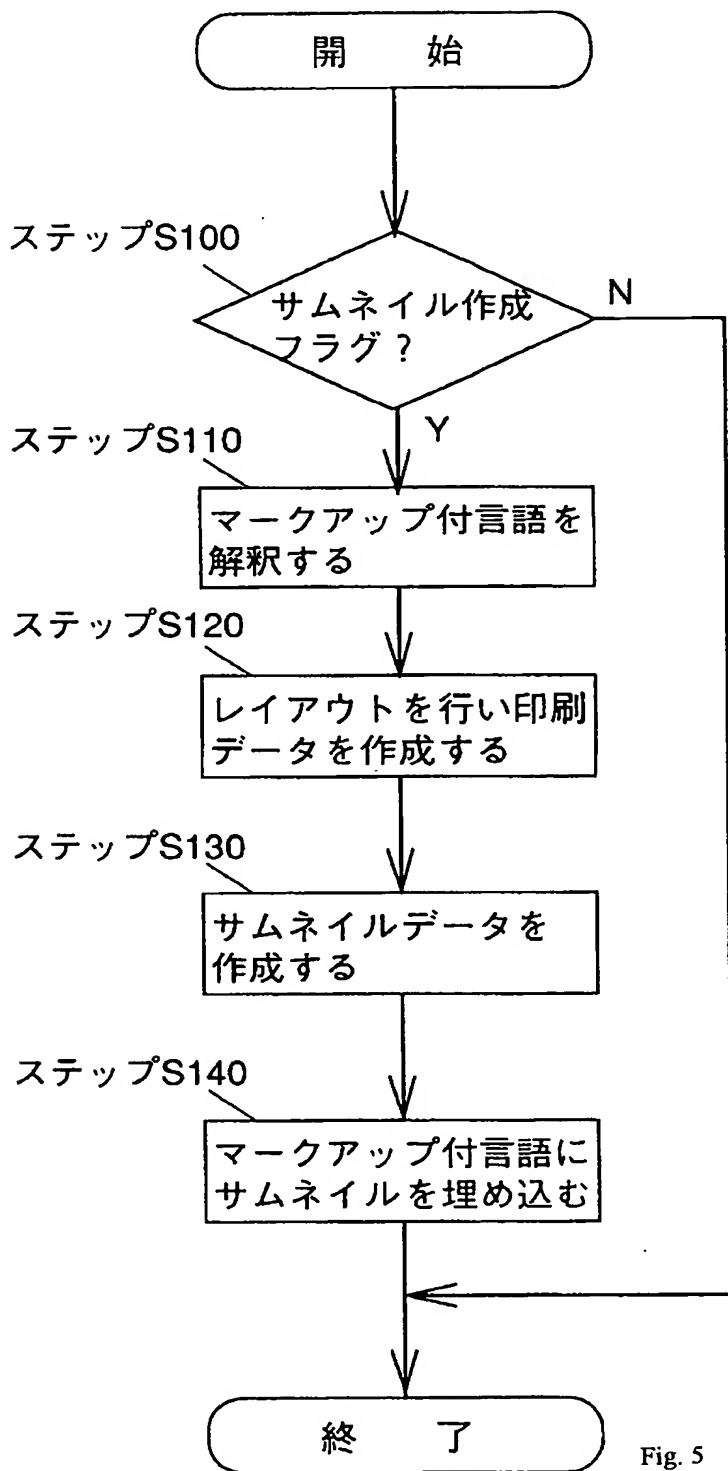 開 始
ステップS100
サムネイル作成
フラグ?
N
Y
ステップS110
マークアップ付言語を
解釈する
ステップS120
レイアウトを行い印刷
データを作成する
ステップS130
サムネイルデータを
作成する
ステップS140
マークアップ付言語に
サムネイルを埋め込む
終 了
Fig. 5